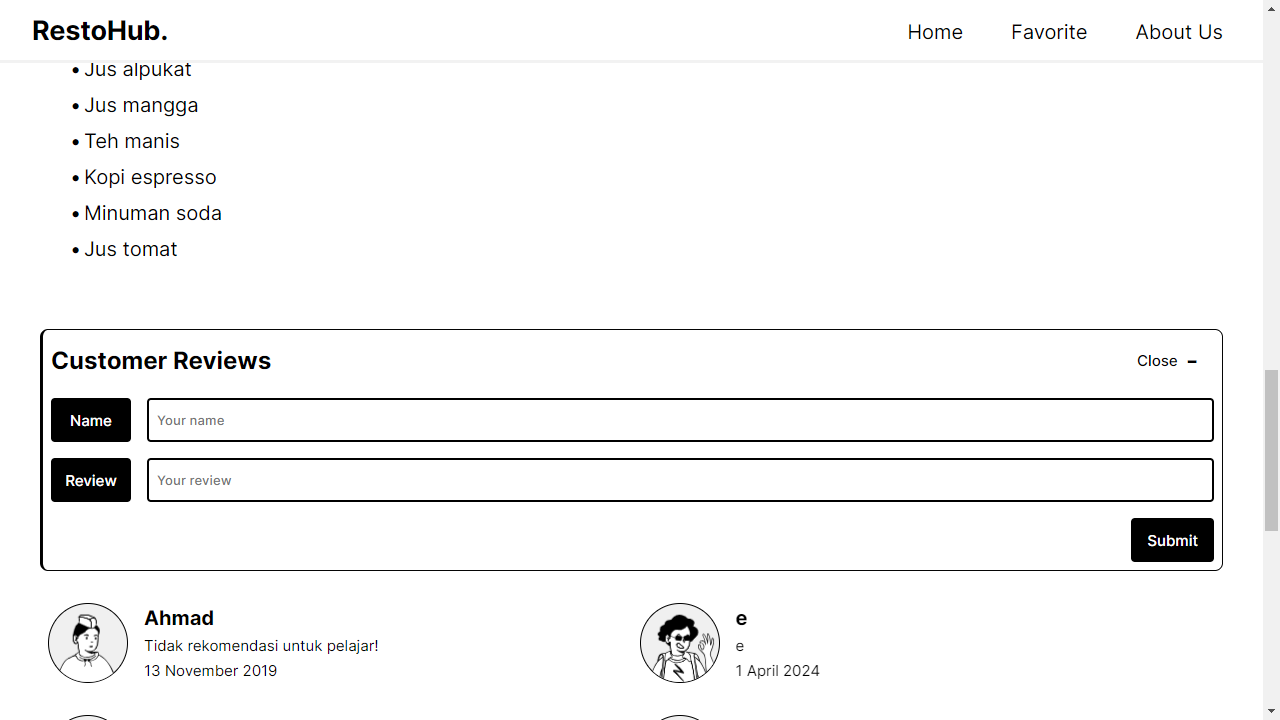 RestoHub.
Home Favorite About Us
• Jus alpukat
• Jus mangga
• Teh manis
• Kopi espresso
• Minuman soda
• Jus tomat
Customer Reviews
Close −
Name
Your name
Review
Your review
Submit
Ahmad
Tidak rekomendasi untuk pelajar!
13 November 2019
e
e
1 April 2024